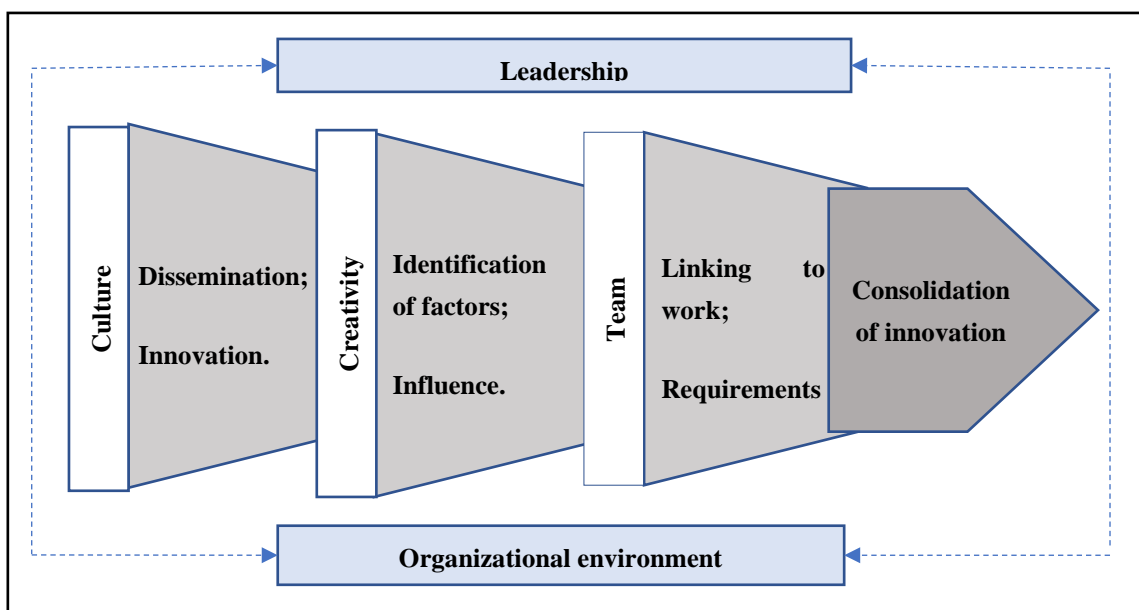 Leadership
Culture
Dissemination;
Innovation.
Creativity
Identification
of factors;
Influence.
Team
Linking to
work;
Requirements
Consolidation
of innovation
Organizational environment